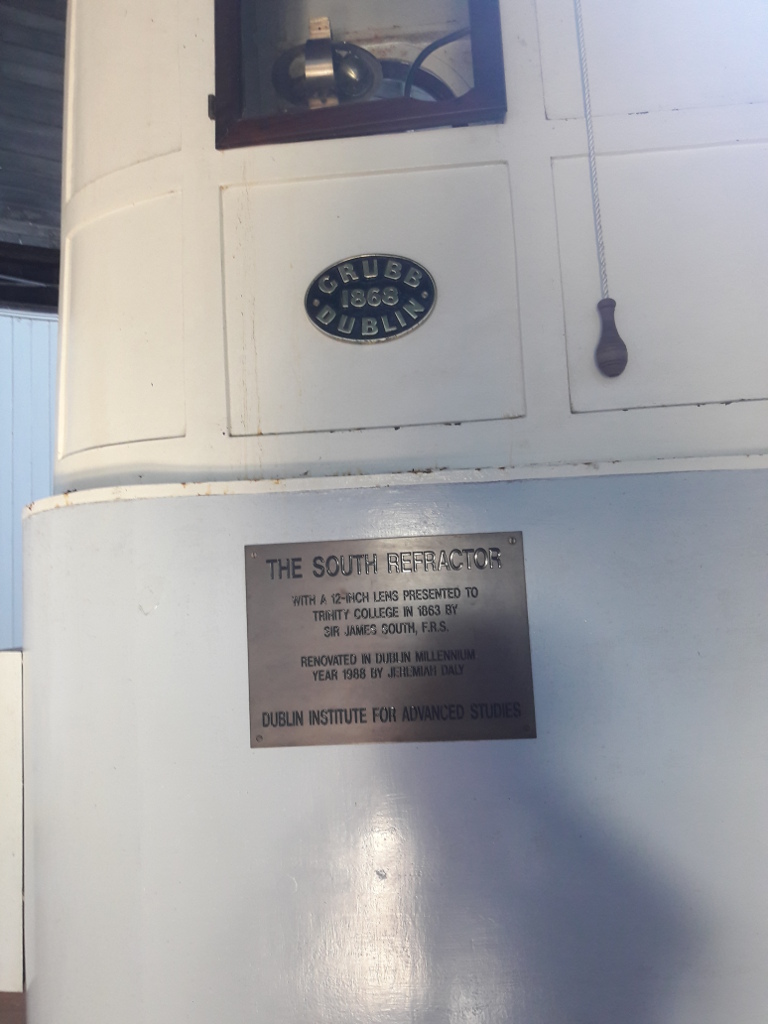 GRUBB
1868
DUBLIN
THE SOUTH REFRACTOR
WITH A 12-INCH LENS PRESENTED TO
TRINITY COLLEGE IN 1863 BY
SIR JAMES SOUTH, F.R.S.
RENOVATED IN DUBLIN MILLENNIUM
YEAR 1988 BY JEREMIAH DALY
DUBLIN INSTITUTE FOR ADVANCED STUDIES